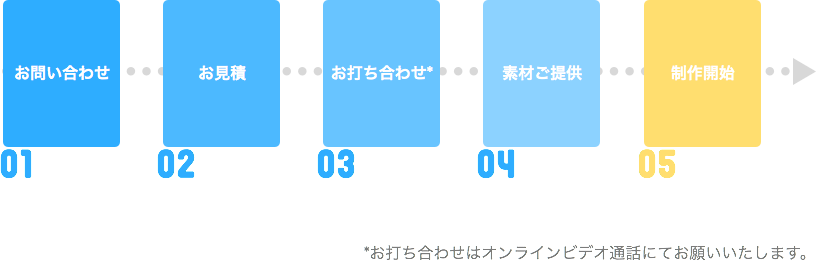 お問い合わせ
お見積
お打ち合わせ*
素材ご提供
制作開始
01
02
03
04
05
*お打ち合わせはオンラインビデオ通話にてお願いいたします。